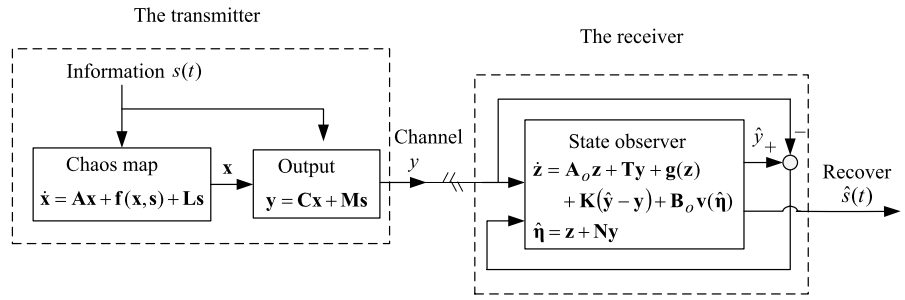 The transmitter
The receiver
Information s(t)
Chaos map
ẋ = Ax + f(x, s) + Ls
x
Output
y = Cx + Ms
Channel
y
State observer
ż = A_o z + Ty + g(z)
+ K(ŷ − y) + B_o v(η̂)
η̂ = z + Ny
ŷ
+
−
Recover
ŝ(t)